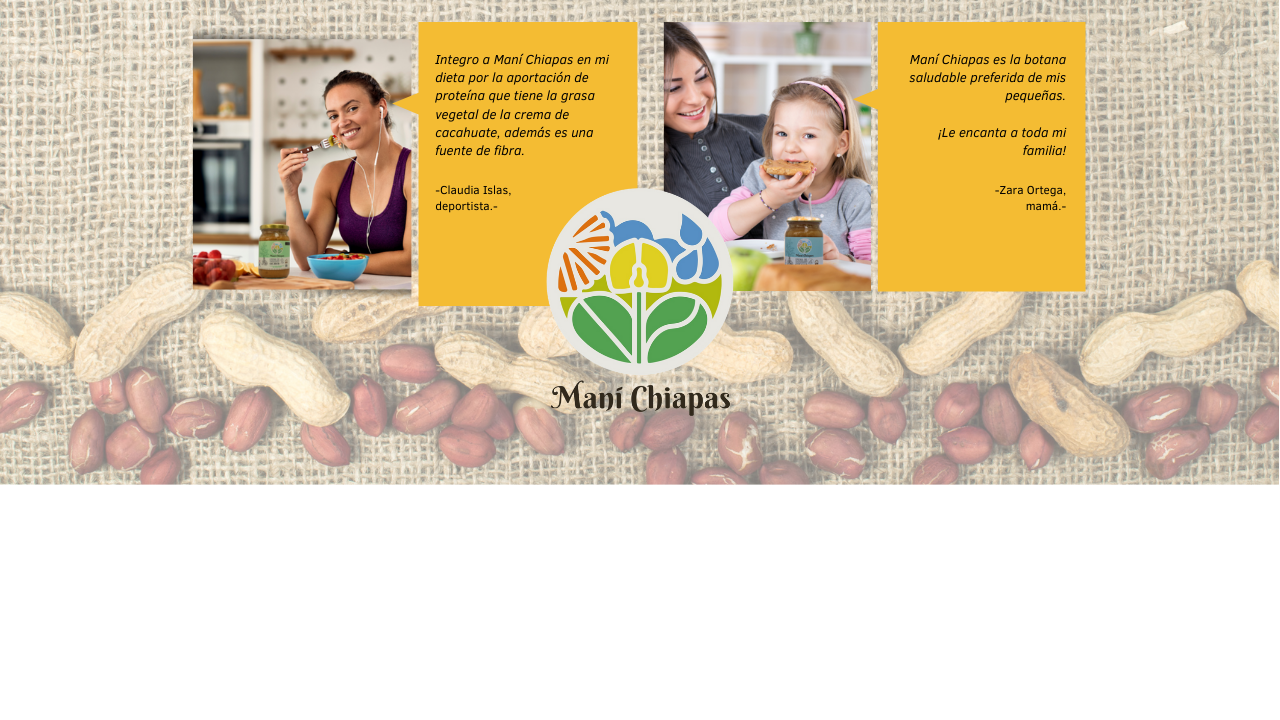 Integro a Maní Chiapas en mi
dieta por la aportación de
proteína que tiene la grasa
vegetal de la crema de
cacahuate, además es una
fuente de fibra.
-Claudia Islas,
deportista.-
Maní Chiapas es la botana
saludable preferida de mis
pequeñas.
¡Le encanta a toda mi
familia!
-Zara Ortega,
mamá.-
Maní Chiapas